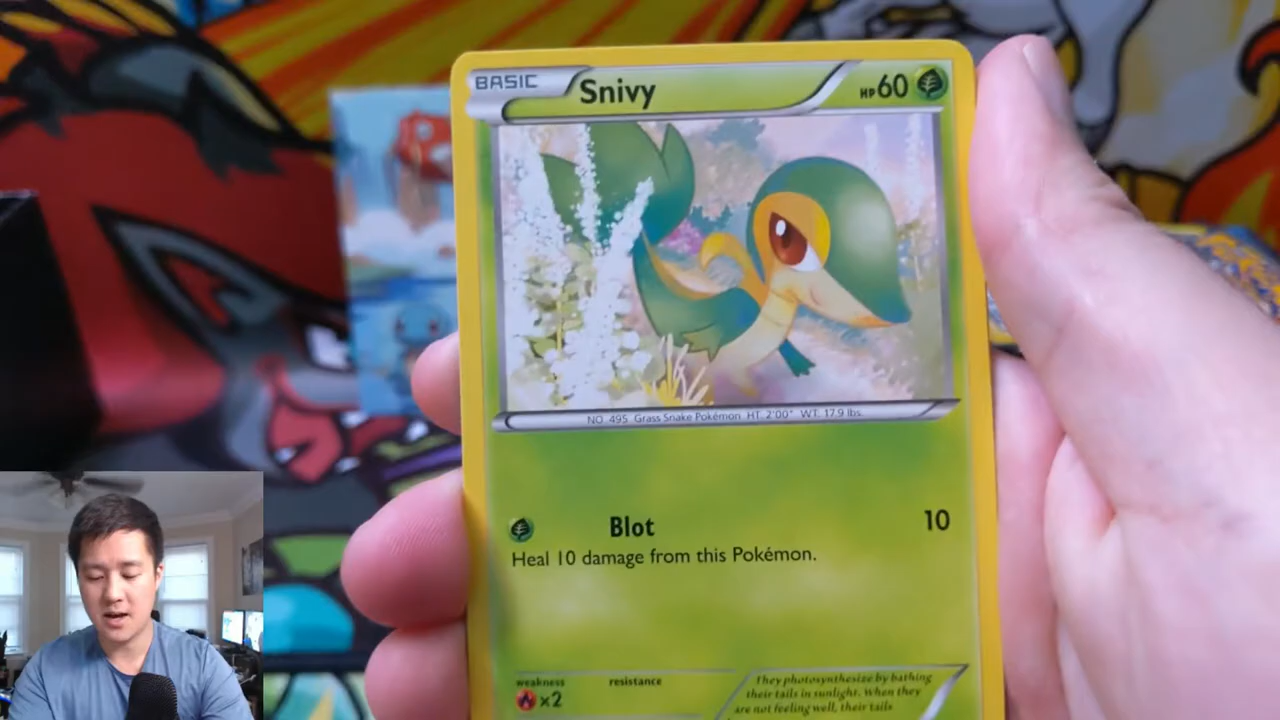 BASIC
Snivy
HP60
NO. 495 Grass Snake Pokémon HT. 2'00" WT. 17.9 lbs.
Blot
10
Heal 10 damage from this Pokémon.
weakness
resistance
×2
They photosynthesize by bathing
their tails in sunlight. When they
are not feeling well, their tails